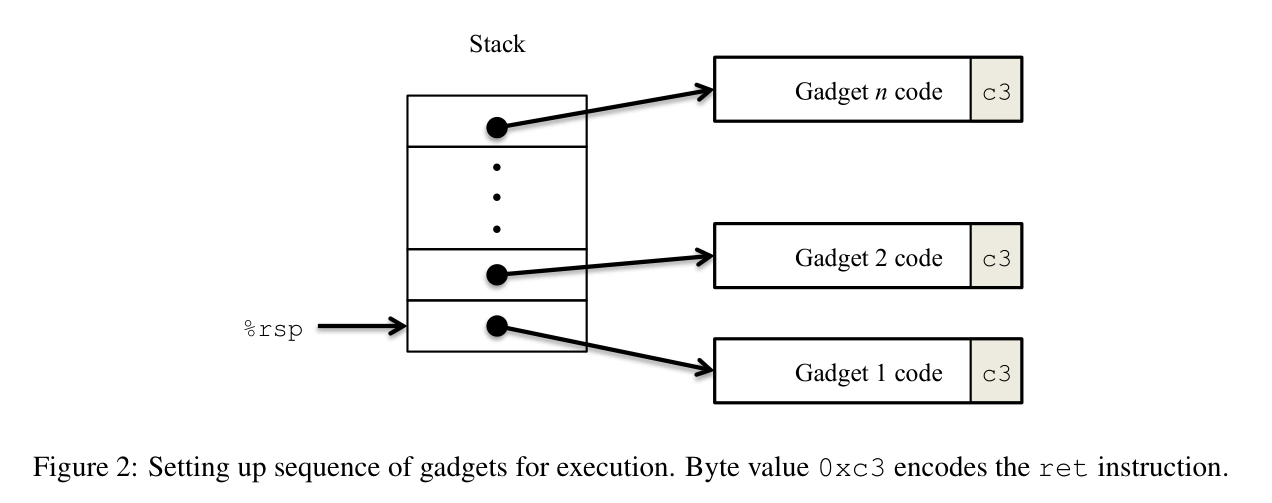 Stack
Gadget n code c3
Gadget 2 code c3
%rsp
Gadget 1 code c3
Figure 2: Setting up sequence of gadgets for execution. Byte value 0xc3 encodes the ret instruction.